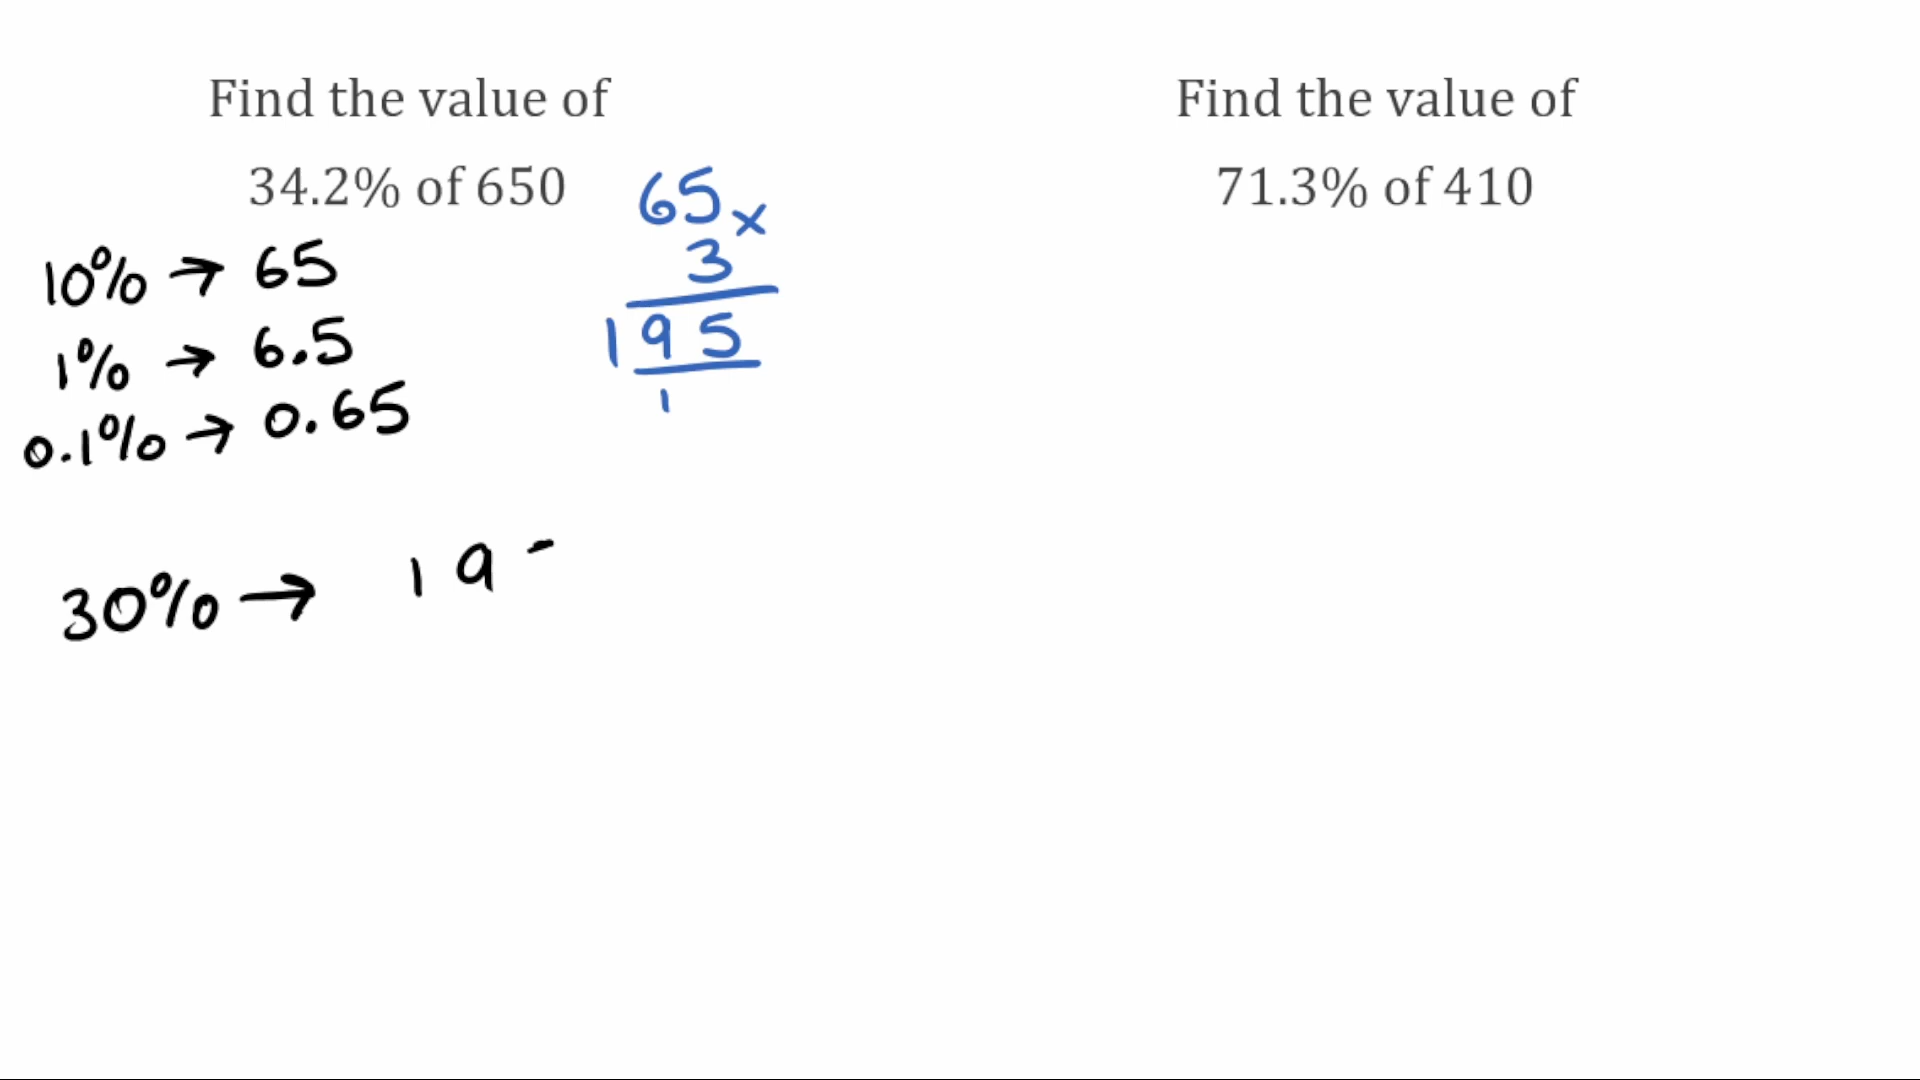 Find the value of
34.2% of 650
10% → 65
1% → 6.5
0.1% → 0.65
30% → 19
65 x
3
195
1
Find the value of
71.3% of 410